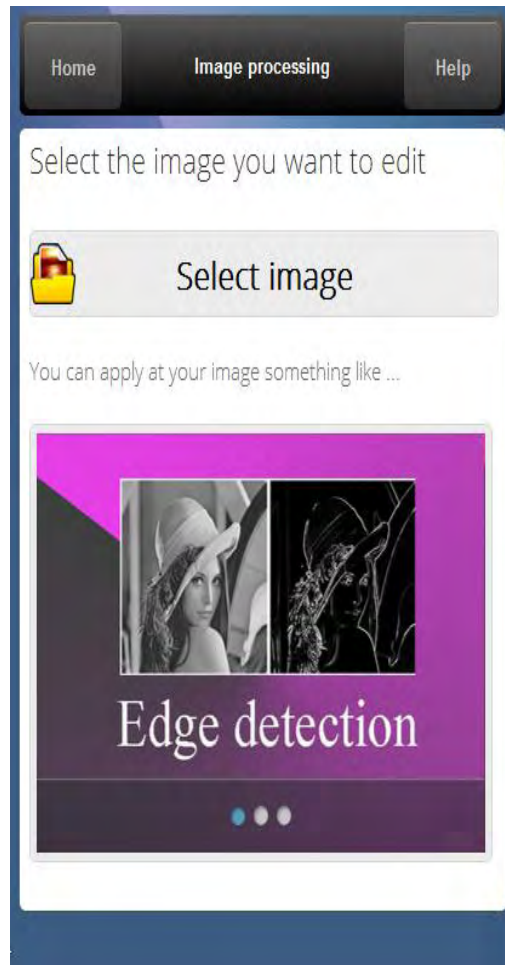 Home Image processing Help
Select the image you want to edit
Select image
You can apply at your image something like ...
Edge detection